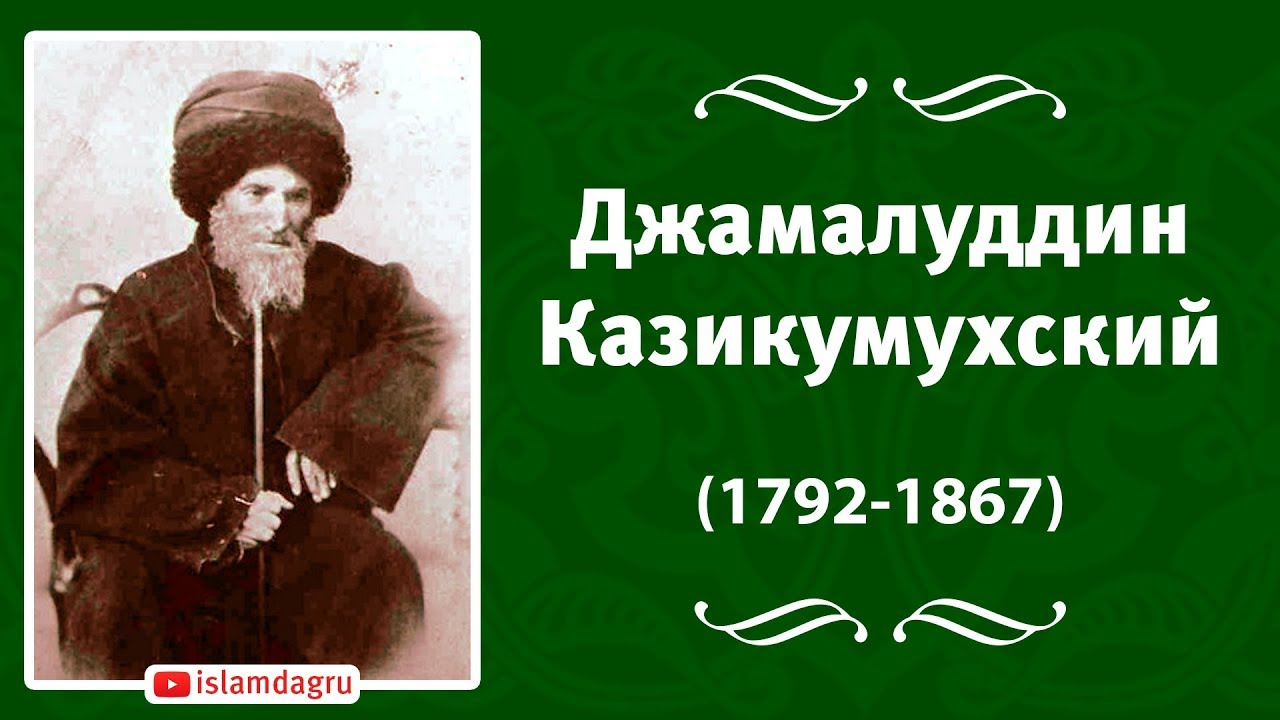 Джамалуддин
Казикумухский
(1792-1867)
islamdagru